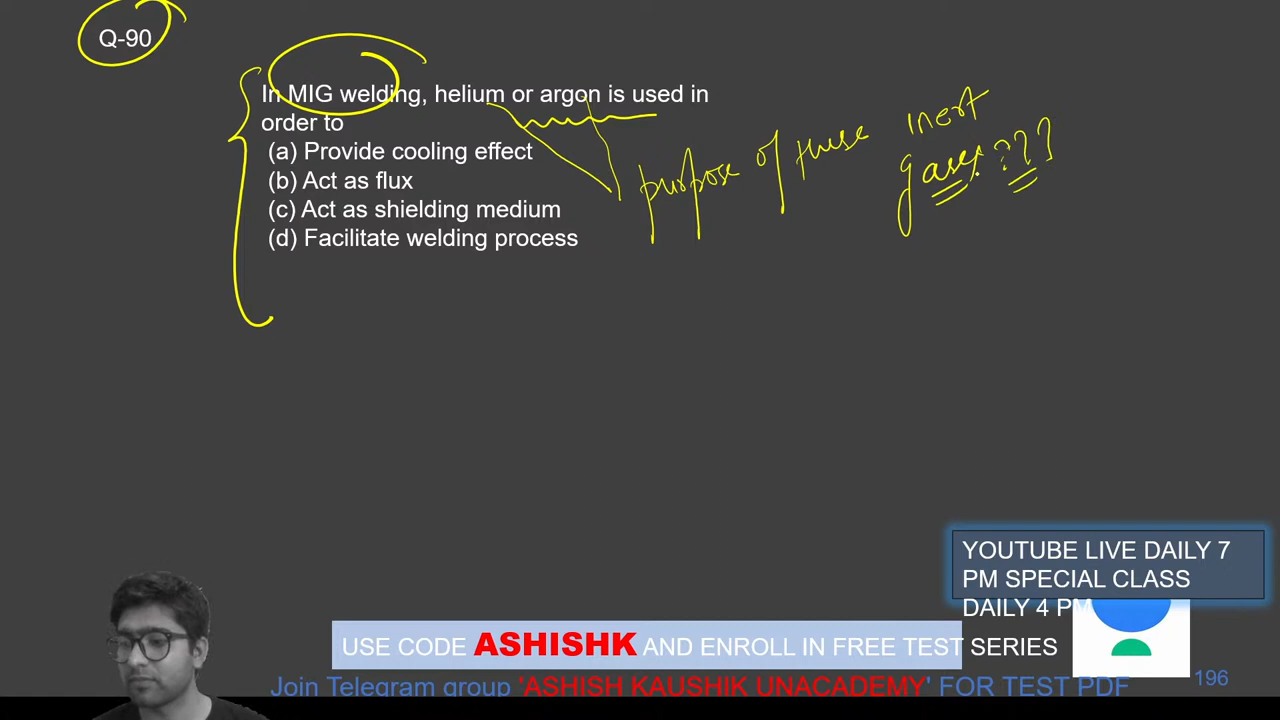 Q-90
In MIG welding, helium or argon is used in
order to
(a) Provide cooling effect
(b) Act as flux
(c) Act as shielding medium
(d) Facilitate welding process
purpose of these inert
gases ???
YOUTUBE LIVE DAILY 7
PM SPECIAL CLASS
DAILY 4 PM
USE CODE ASHISHK AND ENROLL IN FREE TEST SERIES
Join Telegram group 'ASHISH KAUSHIK UNACADEMY' FOR TEST PDF
196